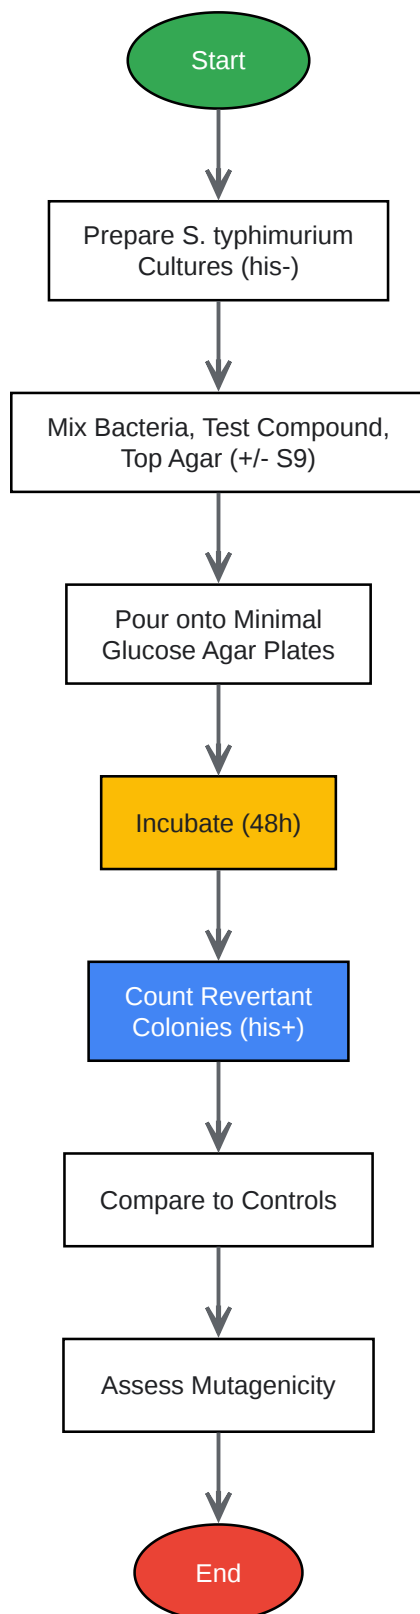 Start
Prepare S. typhimurium
Cultures (his-)
Mix Bacteria, Test Compound,
Top Agar (+/- S9)
Pour onto Minimal
Glucose Agar Plates
Incubate (48h)
Count Revertant
Colonies (his+)
Compare to Controls
Assess Mutagenicity
End